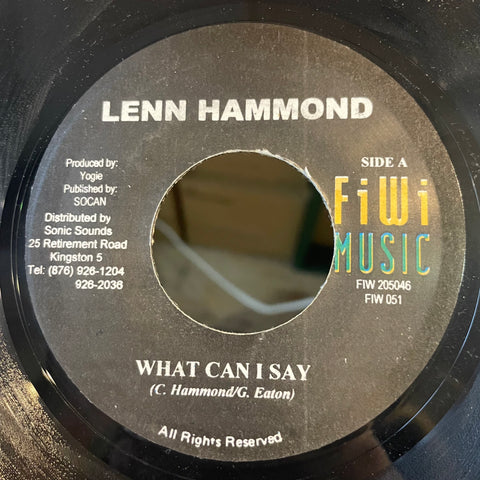 LENN HAMMOND
Produced by:
Yogie
Published by:
SOCAN
Distributed by
Sonic Sounds
25 Retirement Road
Kingston 5
Tel: (876) 926-1204
926-2036
SIDE A
FiWi
MUSIC
FIW 205046
FIW 051
WHAT CAN I SAY
(C. Hammond/G. Eaton)
All Rights Reserved